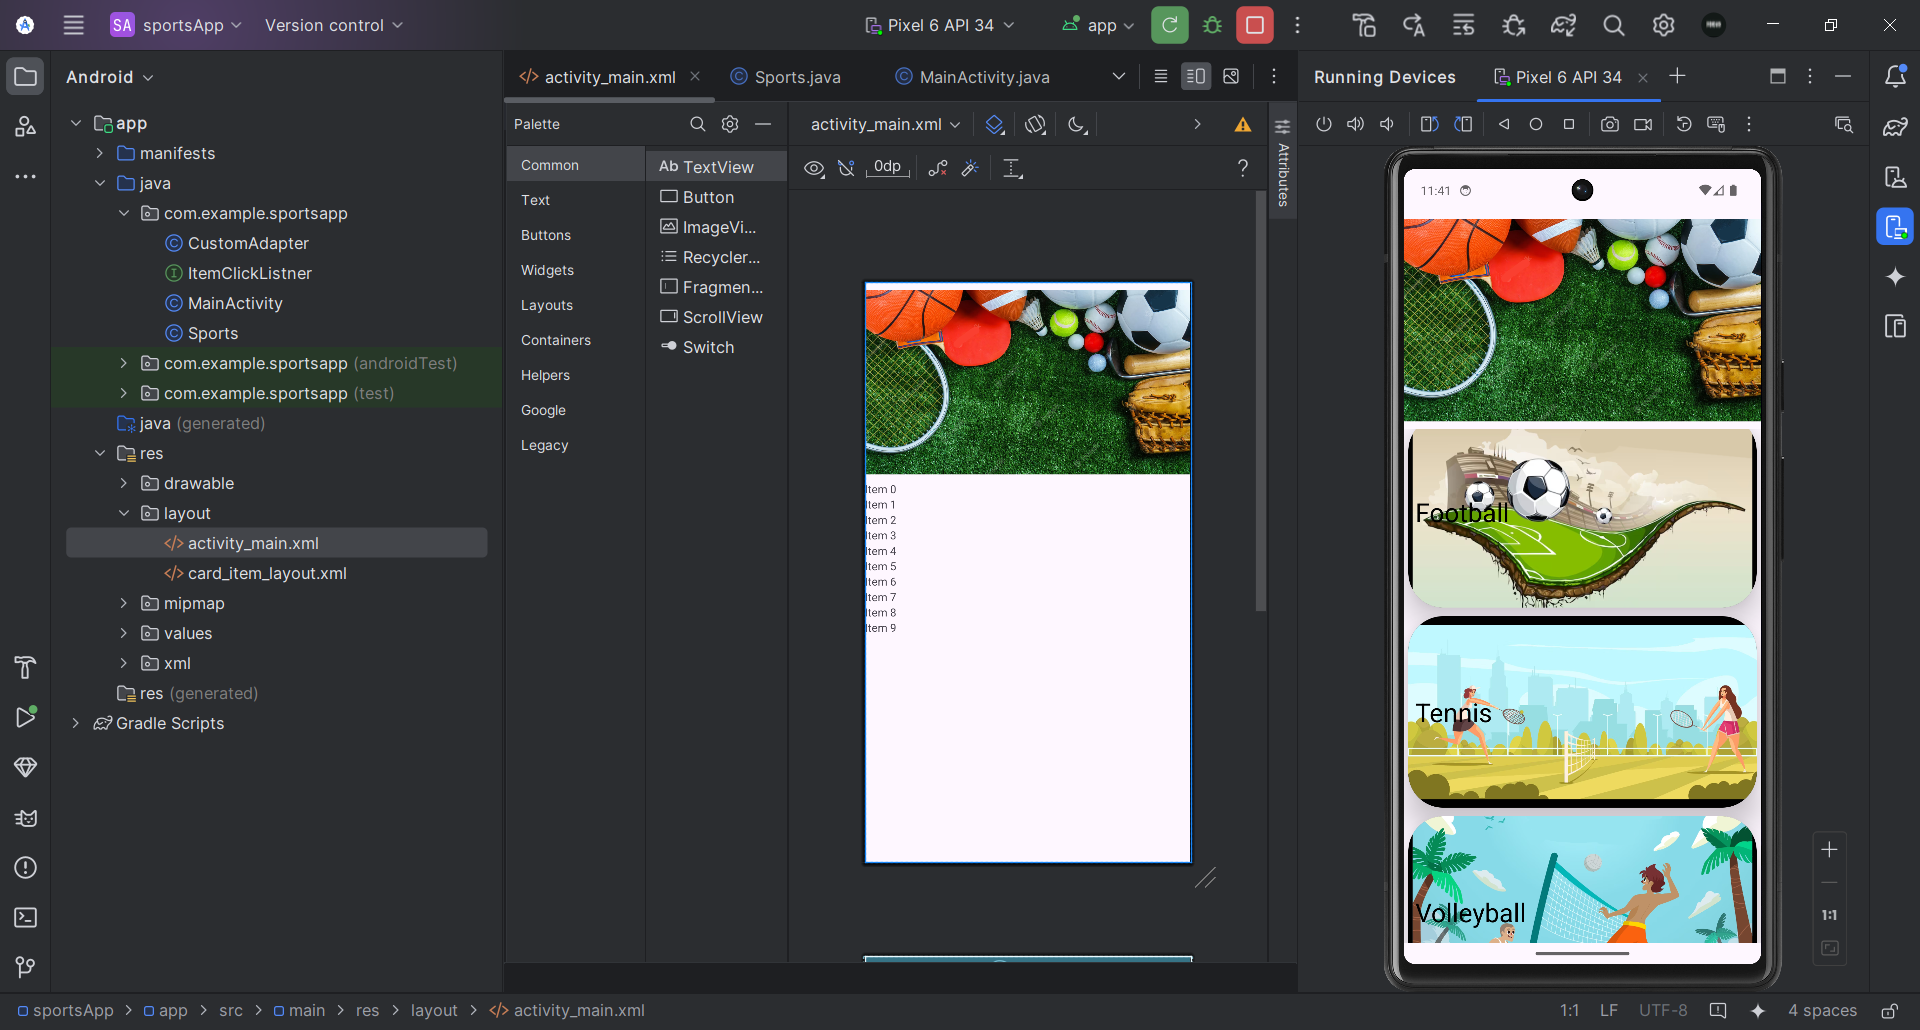 SA sportsApp Version control Pixel 6 API 34 app
Android
app
manifests
java
com.example.sportsapp
CustomAdapter
ItemClickListner
MainActivity
Sports
com.example.sportsapp (androidTest)
com.example.sportsapp (test)
java (generated)
res
drawable
layout
activity_main.xml
card_item_layout.xml
mipmap
values
xml
res (generated)
Gradle Scripts
activity_main.xml Sports.java MainActivity.java
Palette
Common
Text
Buttons
Widgets
Layouts
Containers
Helpers
Google
Legacy
Ab TextView
Button
ImageVi...
Recycler...
Fragmen...
ScrollView
Switch
activity_main.xml
0dp
?
Attributes
Item 0
Item 1
Item 2
Item 3
Item 4
Item 5
Item 6
Item 7
Item 8
Item 9
Running Devices Pixel 6 API 34
11:41
Football
Tennis
Volleyball
1:1
sportsApp > app > src > main > res > layout > activity_main.xml
1:1 LF UTF-8 4 spaces